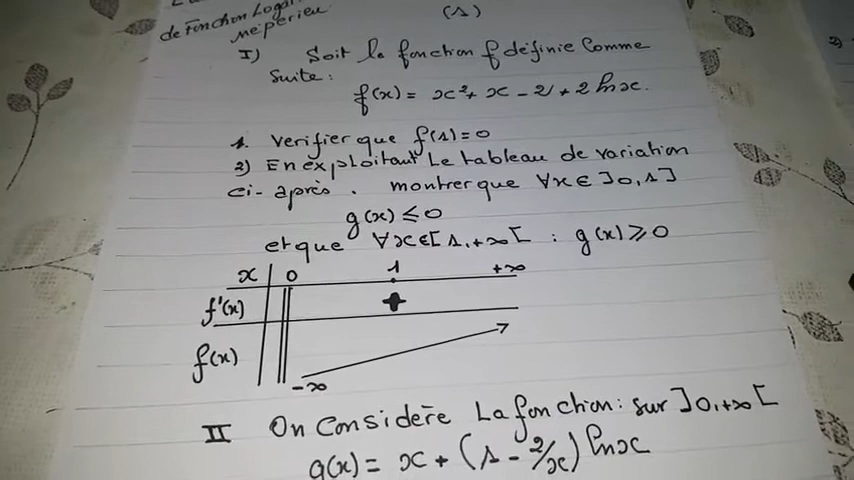 de Fonction Loga
neperien
(1)
I) Soit la fonction f définie Comme
Suite:
f(x) = x² + x - 2 + 2 ln x.
1. Verifier que f(1) = 0
2) En exploitant Le tableau de variation
ci-après. montrer que ∀x ∈ ]0,1]
g(x) ≤ 0
et que ∀x ∈ [1,+∞[ : g(x) ≥ 0
x 0 1 +∞
f'(x) +
f(x)
-∞
II On Considère La fonction: sur ]0,+∞[
g(x) = x + (1 - 2/x) ln x